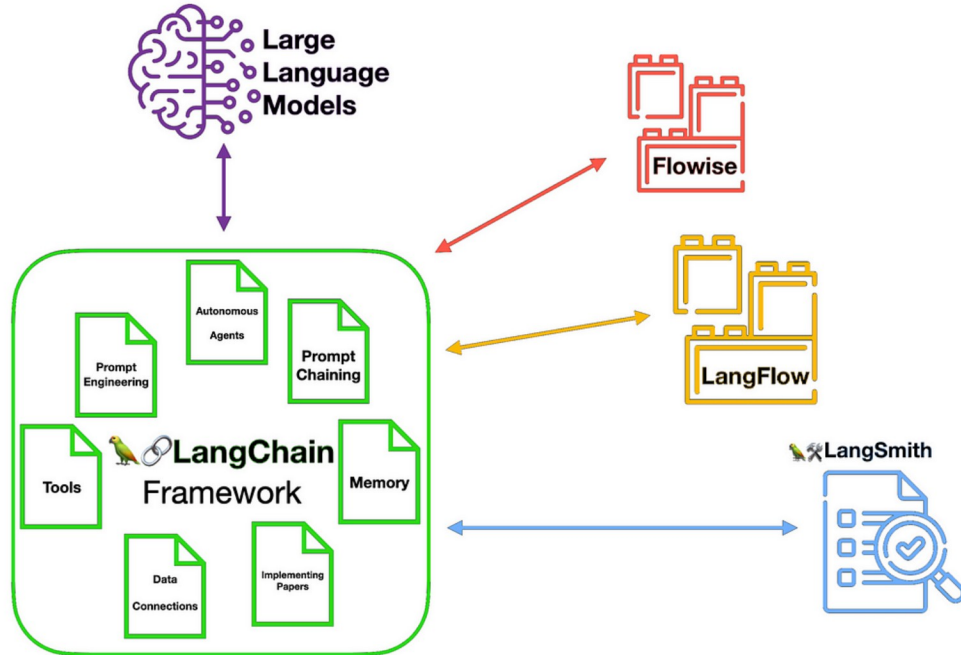 Large
Language
Models
Flowise
LangFlow
LangSmith
Autonomous
Agents
Prompt
Engineering
Prompt
Chaining
Tools
LangChain
Framework
Memory
Data
Connections
Implementing
Papers